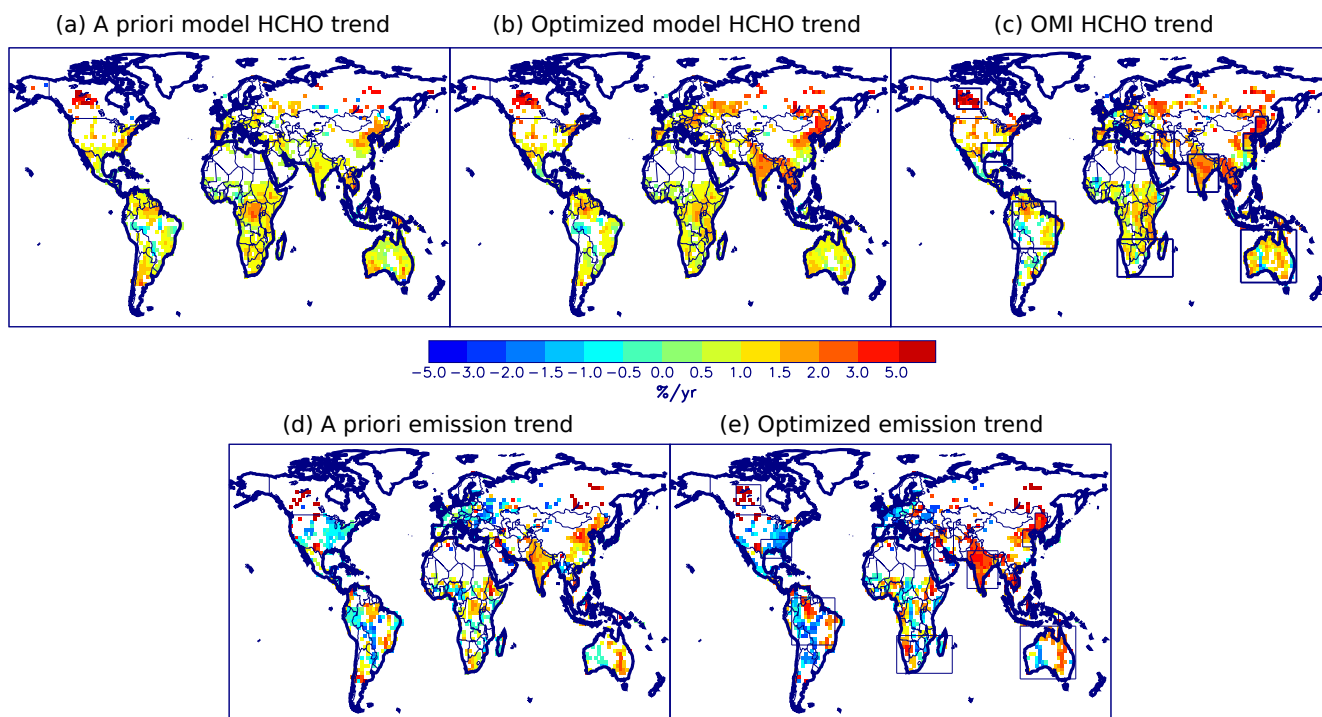 (a) A priori model HCHO trend
(b) Optimized model HCHO trend
(c) OMI HCHO trend
−5.0 −3.0 −2.0 −1.5 −1.0 −0.5 0.0 0.5 1.0 1.5 2.0 3.0 5.0
%/yr
(d) A priori emission trend
(e) Optimized emission trend